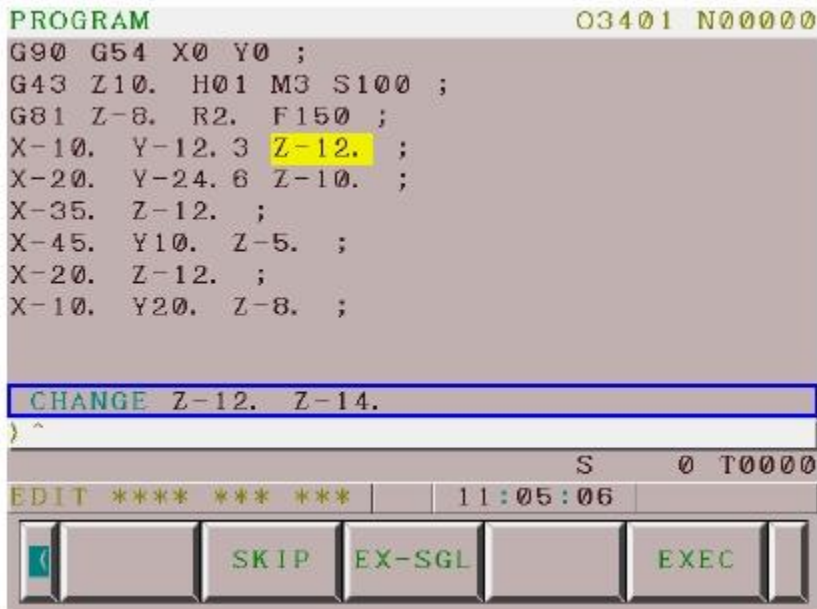 PROGRAM O3401 N00000
G90 G54 X0 Y0 ;
G43 Z10. H01 M3 S100 ;
G81 Z-8. R2. F150 ;
X-10. Y-12.3 Z-12. ;
X-20. Y-24.6 Z-10. ;
X-35. Z-12. ;
X-45. Y10. Z-5. ;
X-20. Z-12. ;
X-10. Y20. Z-8. ;
CHANGE Z-12. Z-14.
) ^
S 0 T0000
EDIT **** *** *** 11:05:06
( SKIP EX-SGL EXEC